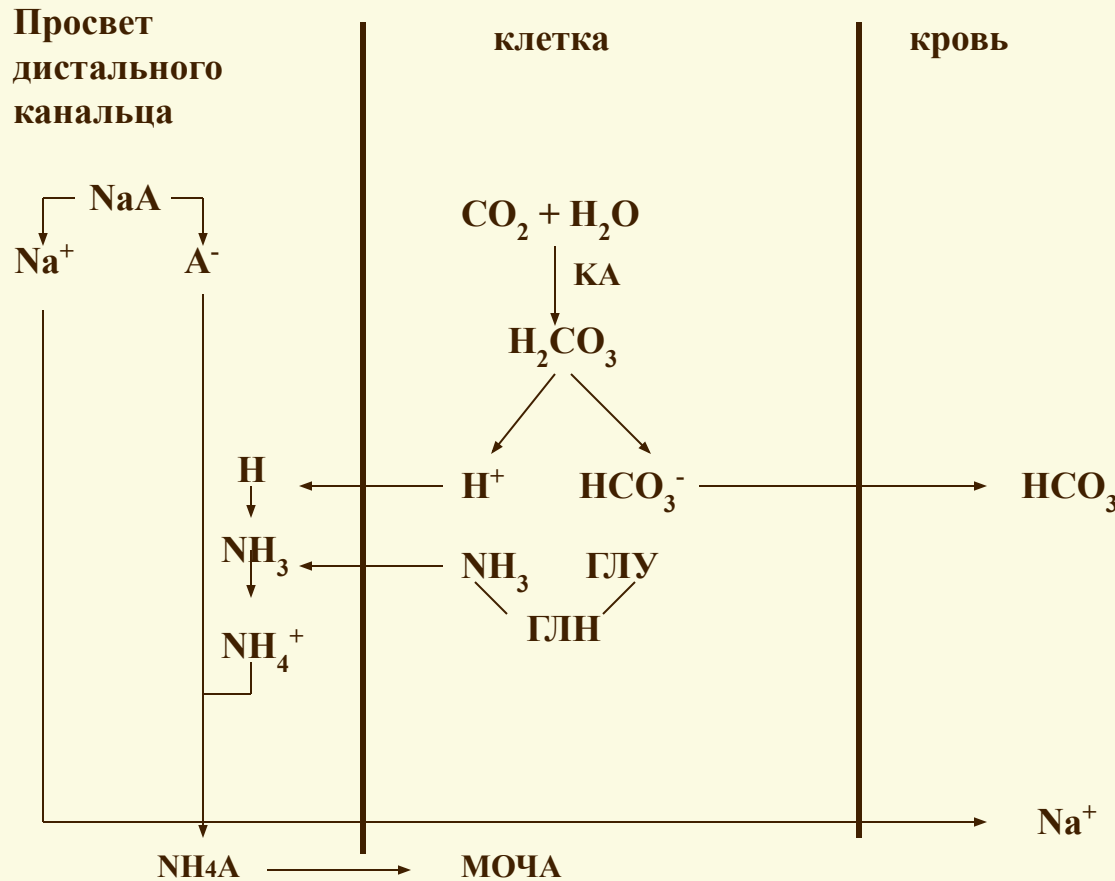 Просвет
дистального
канальца
клетка
кровь
NaA
Na⁺ A⁻
CO₂ + H₂O
КА
H₂CO₃
H
H⁺ HCO₃⁻
HCO₃
NH₃
NH₃ ГЛУ
ГЛН
NH₄⁺
Na⁺
NH4A
МОЧА